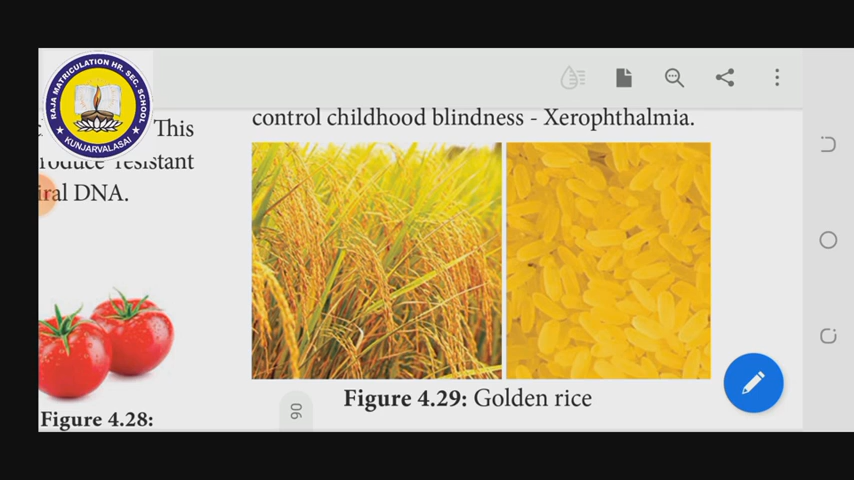 RAJA MATRICULATION HR. SEC. SCHOOL
KUNJARVALASAI
This
resistant
DNA.
Figure 4.28:
control childhood blindness - Xerophthalmia.
Figure 4.29: Golden rice
90